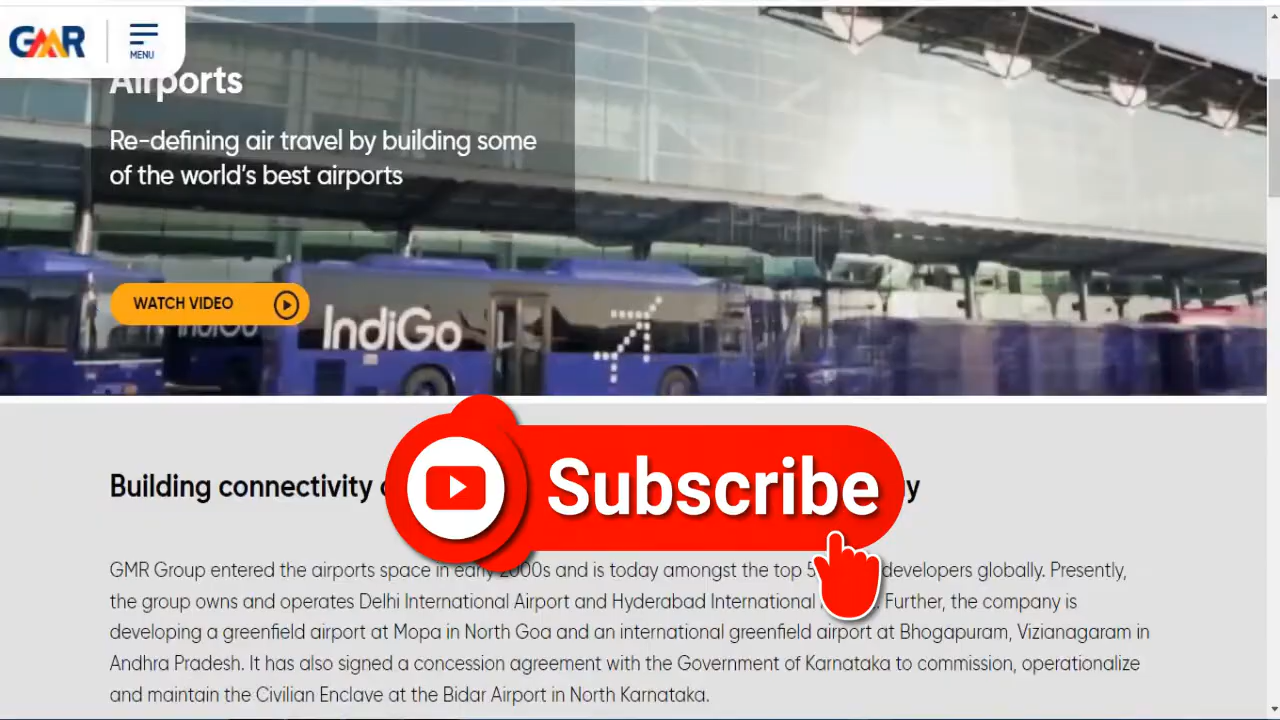 GMR
MENU
Airports
Re-defining air travel by building some
of the world's best airports
WATCH VIDEO
IndiGo
IndiGo
Building connectivity
Subscribe
GMR Group entered the airports space in early 2000s and is today amongst the top 5 developers globally. Presently,
the group owns and operates Delhi International Airport and Hyderabad International Further, the company is
developing a greenfield airport at Mopa in North Goa and an international greenfield airport at Bhogapuram, Vizianagaram in
Andhra Pradesh. It has also signed a concession agreement with the Government of Karnataka to commission, operationalize
and maintain the Civilian Enclave at the Bidar Airport in North Karnataka.